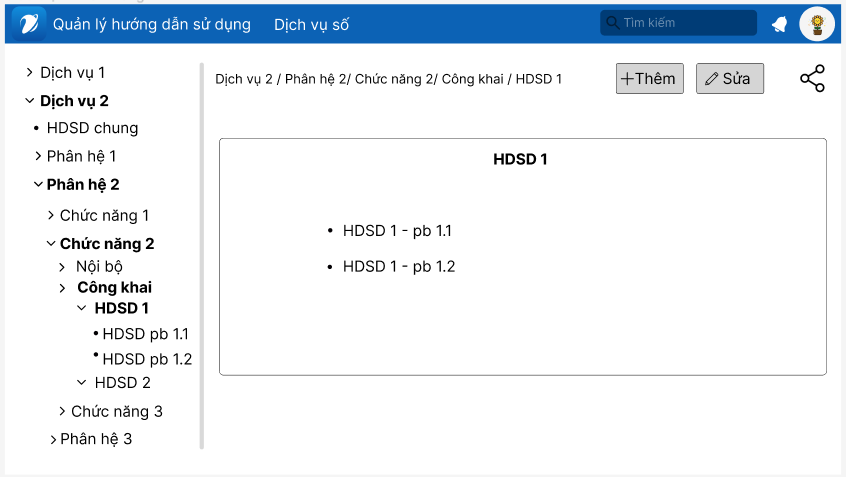 Quản lý hướng dẫn sử dụng Dịch vụ số Tìm kiếm
Dịch vụ 1
Dịch vụ 2
HDSD chung
Phân hệ 1
Phân hệ 2
Chức năng 1
Chức năng 2
Nội bộ
Công khai
HDSD 1
HDSD pb 1.1
HDSD pb 1.2
HDSD 2
Chức năng 3
Phân hệ 3
Dịch vụ 2 / Phân hệ 2/ Chức năng 2/ Công khai / HDSD 1
Thêm
Sửa
HDSD 1
• HDSD 1 - pb 1.1
• HDSD 1 - pb 1.2